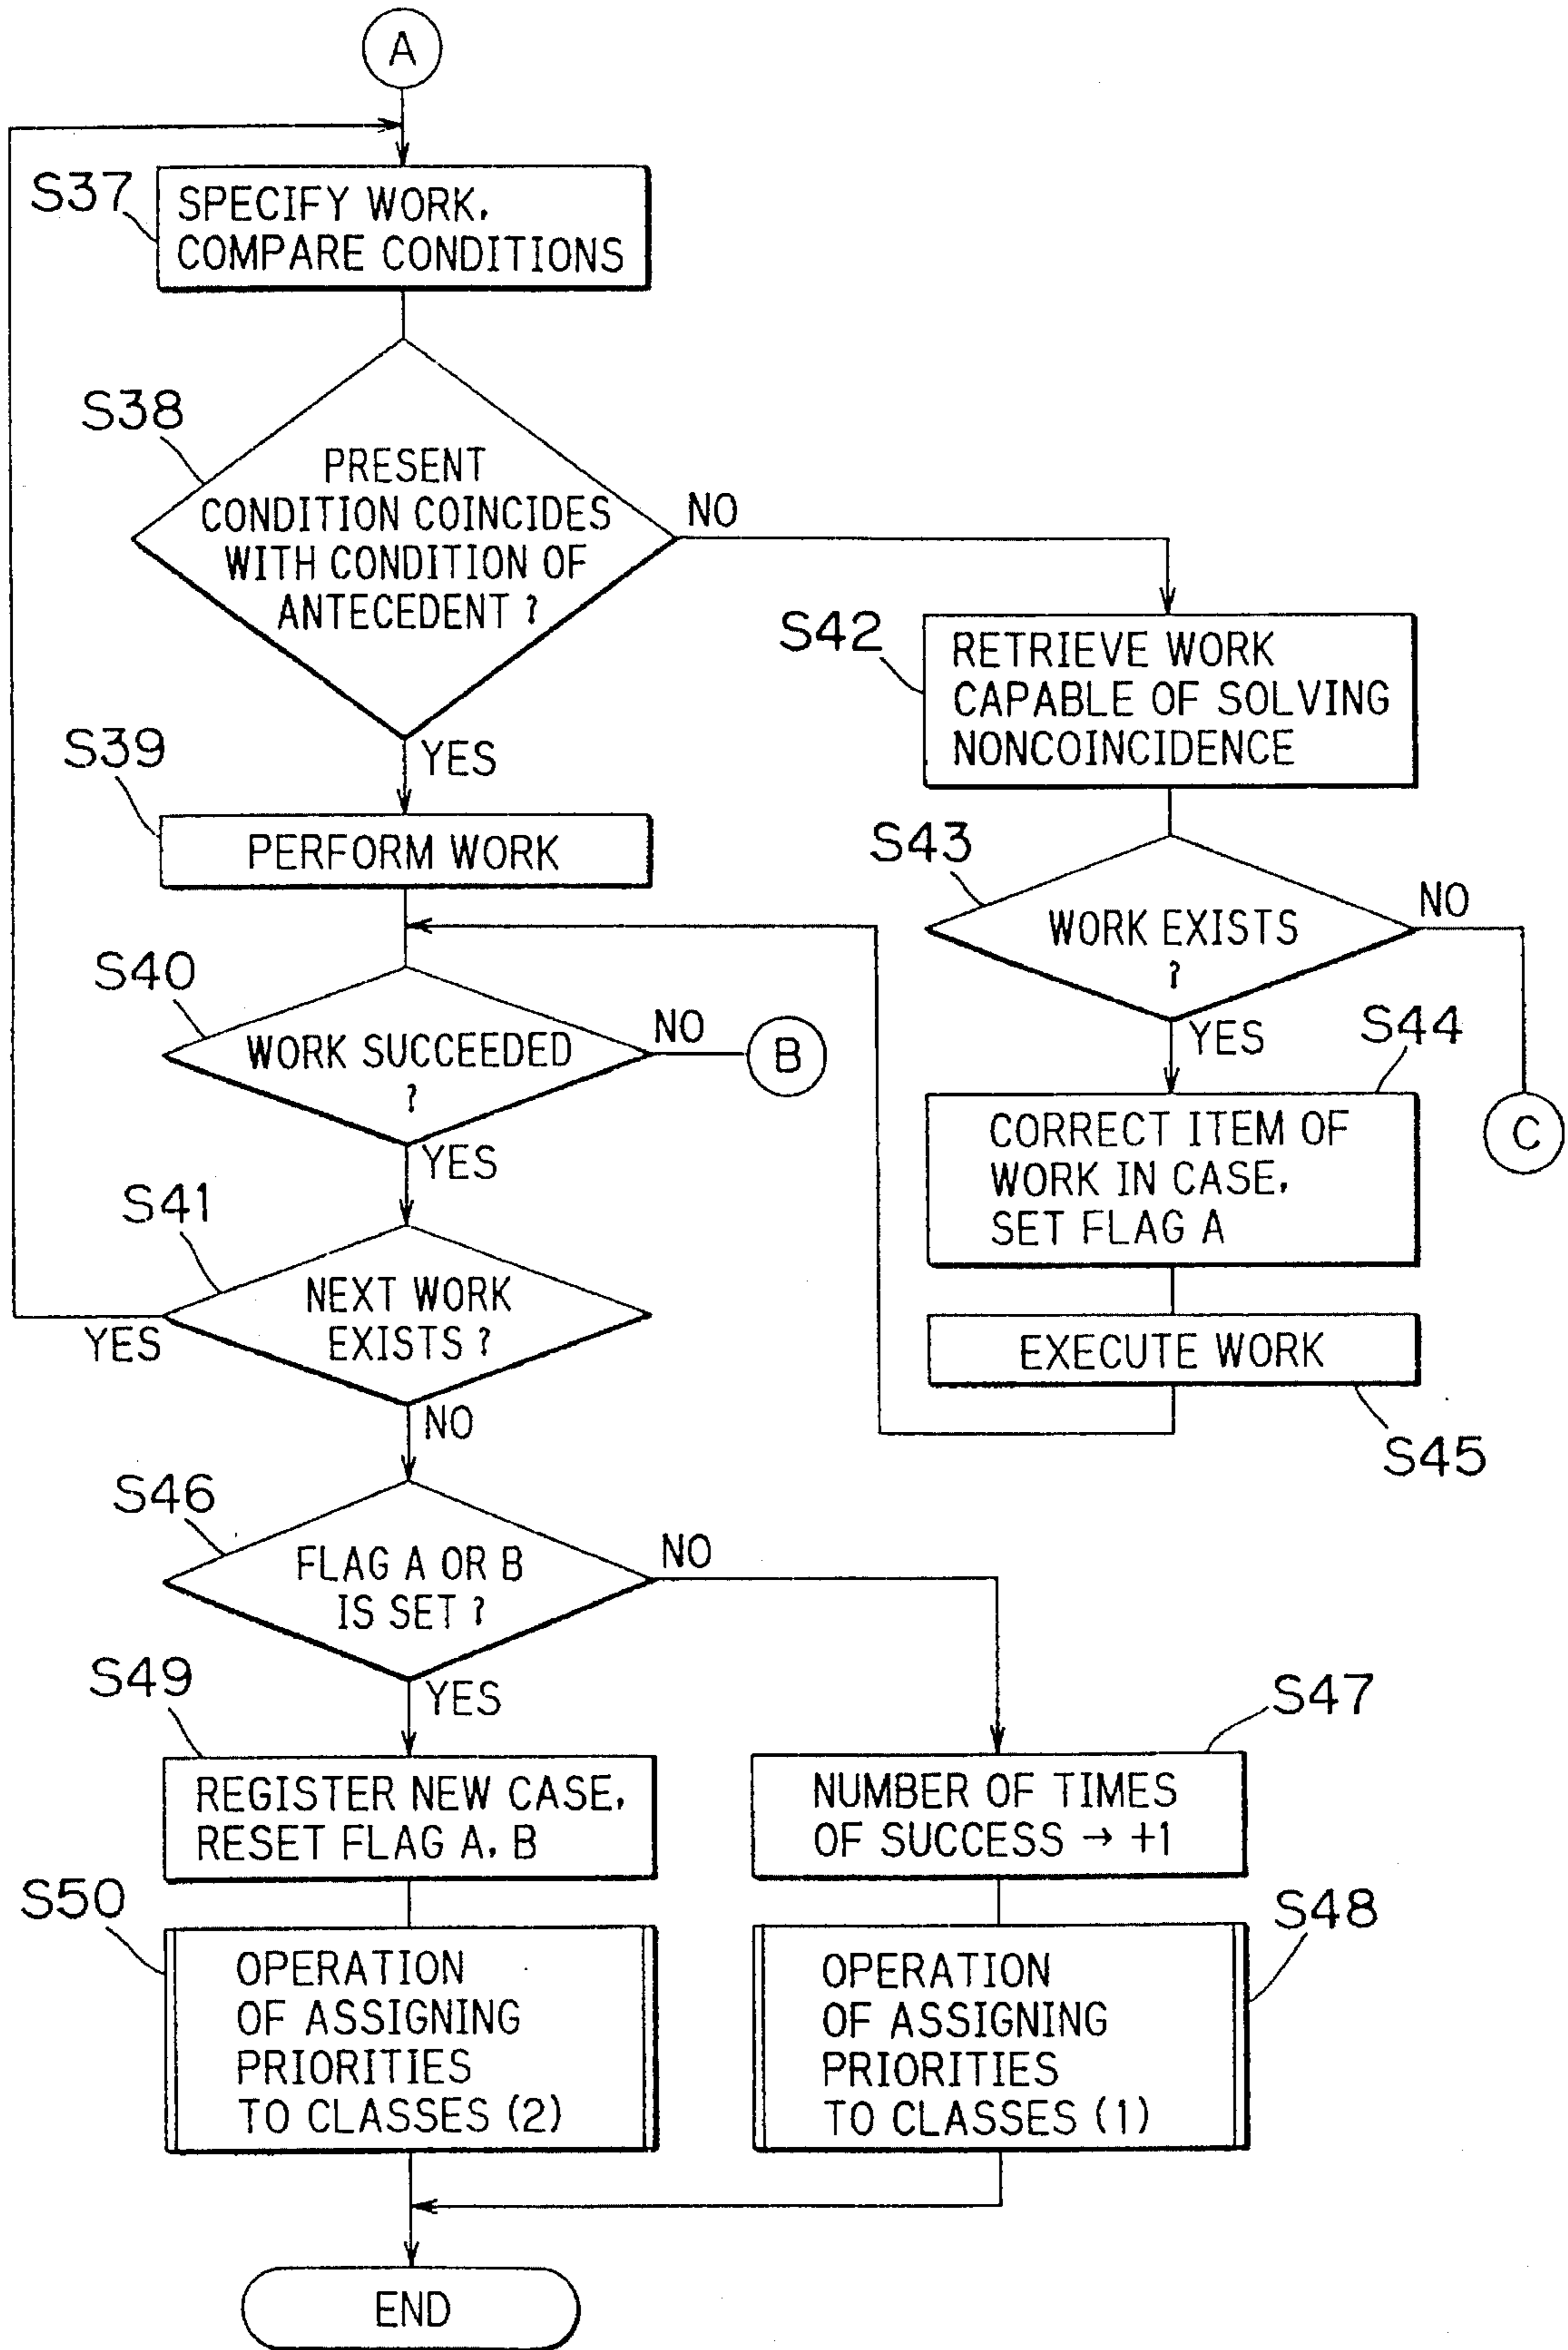 A
S37
SPECIFY WORK,
COMPARE CONDITIONS
S38
PRESENT
CONDITION COINCIDES
WITH CONDITION OF
ANTECEDENT ?
NO
YES
S42
RETRIEVE WORK
CAPABLE OF SOLVING
NONCOINCIDENCE
S39
PERFORM WORK
S43
WORK EXISTS
?
NO
YES
S40
WORK SUCCEEDED
?
NO
B
YES
S44
CORRECT ITEM OF
WORK IN CASE,
SET FLAG A
C
S41
NEXT WORK
EXISTS ?
YES
NO
EXECUTE WORK
S45
S46
FLAG A OR B
IS SET ?
NO
YES
S49
REGISTER NEW CASE,
RESET FLAG A, B
S47
NUMBER OF TIMES
OF SUCCESS → +1
S50
OPERATION
OF ASSIGNING
PRIORITIES
TO CLASSES (2)
S48
OPERATION
OF ASSIGNING
PRIORITIES
TO CLASSES (1)
END